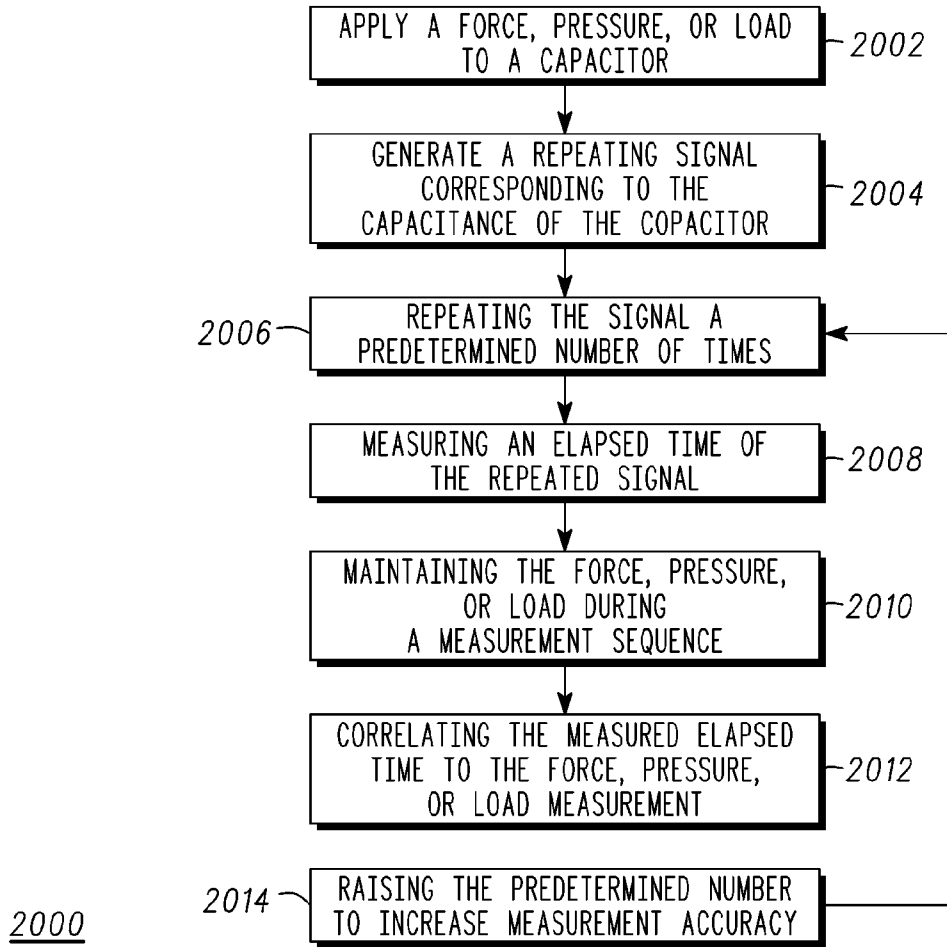 APPLY A FORCE, PRESSURE, OR LOAD
TO A CAPACITOR
2002
GENERATE A REPEATING SIGNAL
CORRESPONDING TO THE
CAPACITANCE OF THE COPACITOR
2004
2006
REPEATING THE SIGNAL A
PREDETERMINED NUMBER OF TIMES
MEASURING AN ELAPSED TIME OF
THE REPEATED SIGNAL
2008
MAINTAINING THE FORCE, PRESSURE,
OR LOAD DURING
A MEASUREMENT SEQUENCE
2010
CORRELATING THE MEASURED ELAPSED
TIME TO THE FORCE, PRESSURE,
OR LOAD MEASUREMENT
2012
2014
RAISING THE PREDETERMINED NUMBER
TO INCREASE MEASUREMENT ACCURACY
2000